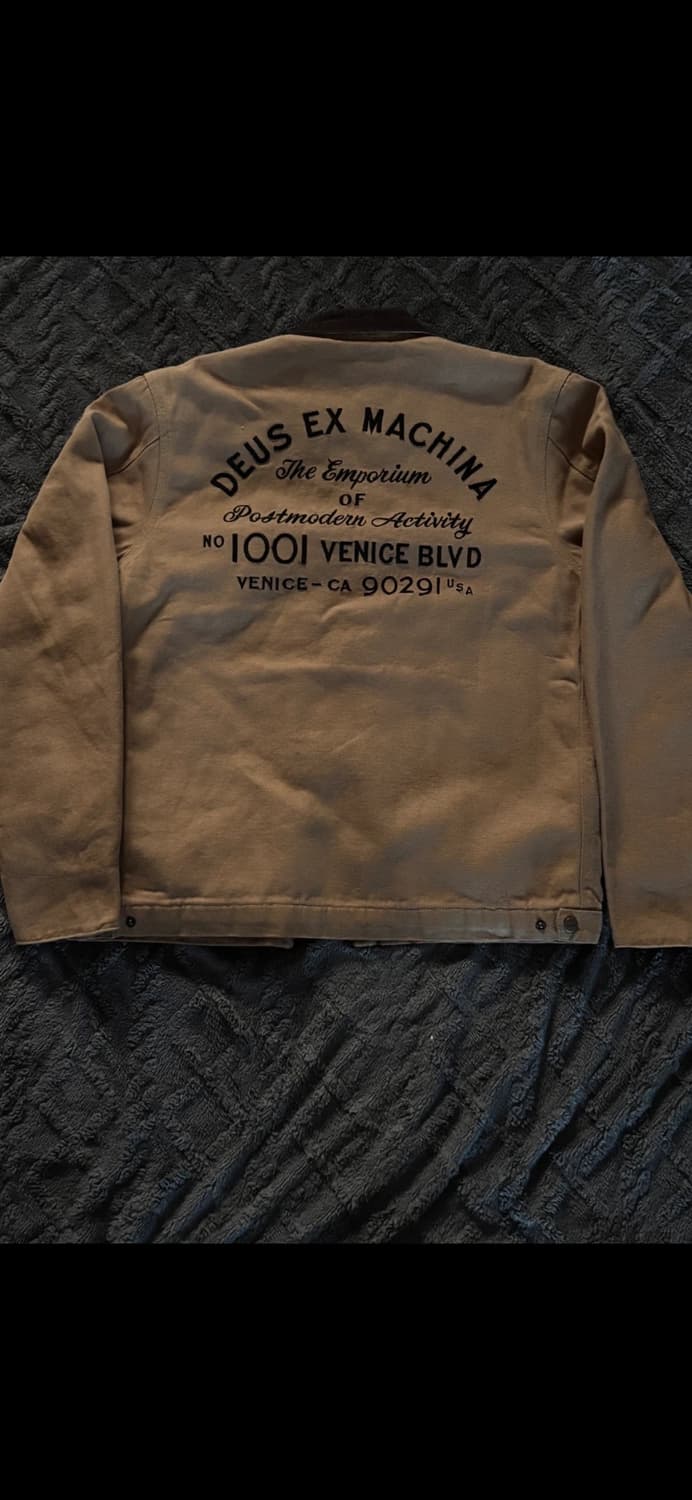 DEUS EX MACHINA
The Emporium
OF
Postmodern Activity
NO 1001 VENICE BLVD
VENICE-CA 90291 USA